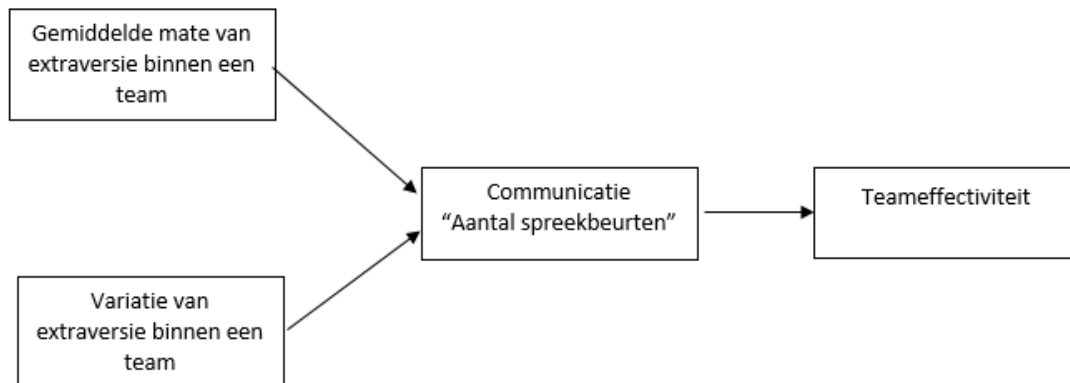 Gemiddelde mate van
extraversie binnen een
team
Communicatie
“Aantal spreekbeurten”
Teameffectiviteit
Variatie van
extraversie binnen een
team